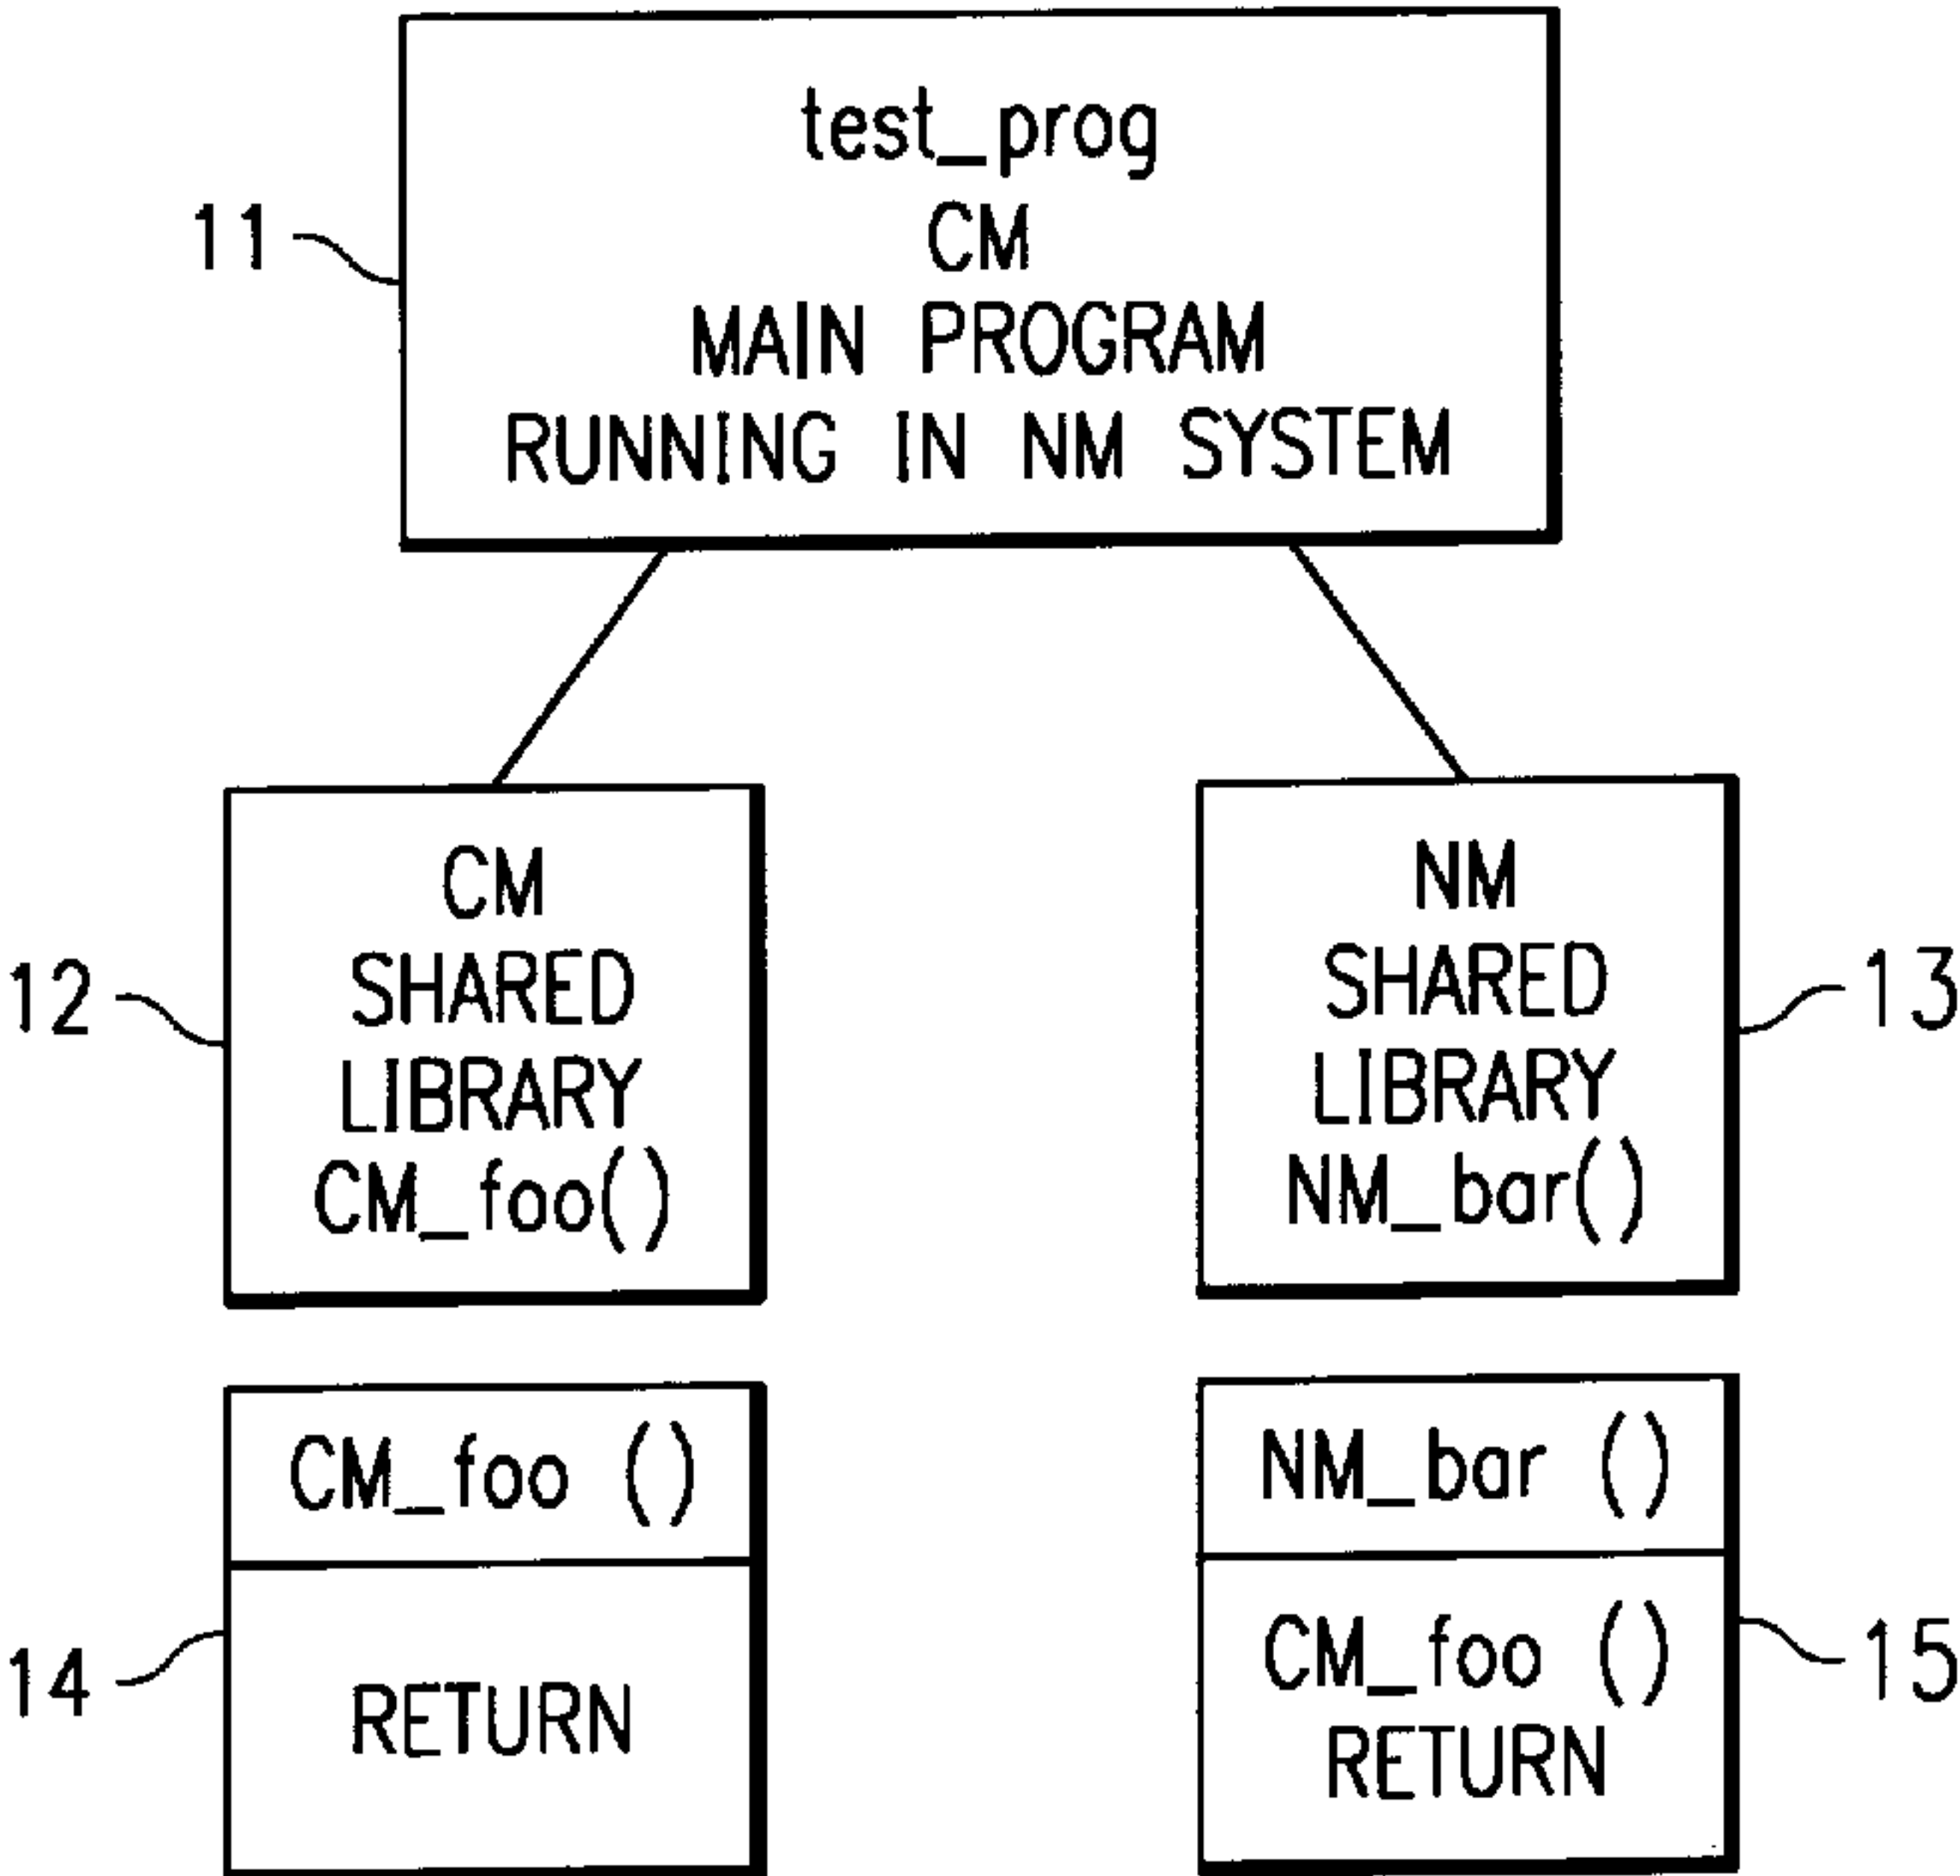 test_prog
CM
MAIN PROGRAM
RUNNING IN NM SYSTEM
11
CM
SHARED
LIBRARY
CM_foo()
12
NM
SHARED
LIBRARY
NM_bar()
13
CM_foo ()
RETURN
14
NM_bar ()
CM_foo ()
RETURN
15